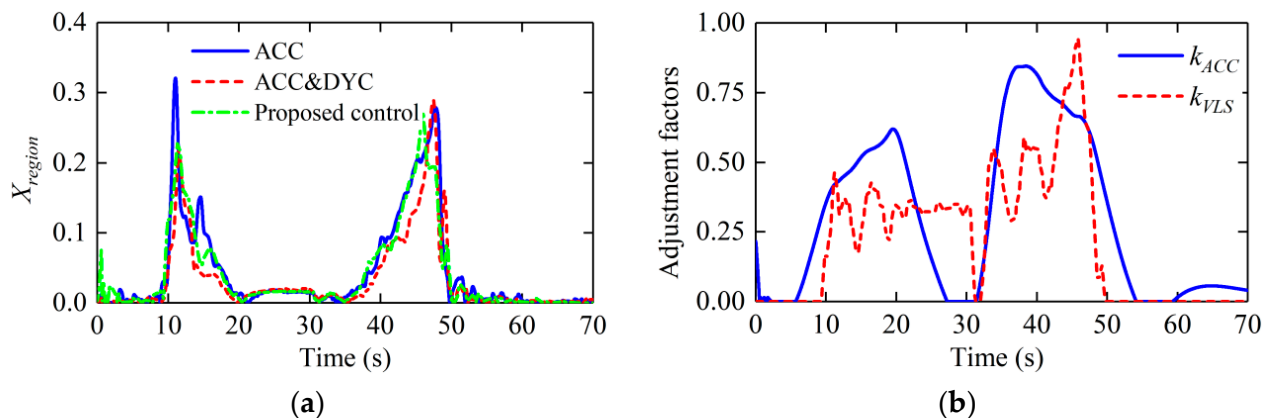 0.4
0.3
0.2
0.1
0.0
X_region
ACC
ACC&DYC
Proposed control
0 10 20 30 40 50 60 70
Time (s)
(a)
1.00
0.75
0.50
0.25
0.00
Adjustment factors
k_ACC
k_VLS
0 10 20 30 40 50 60 70
Time (s)
(b)